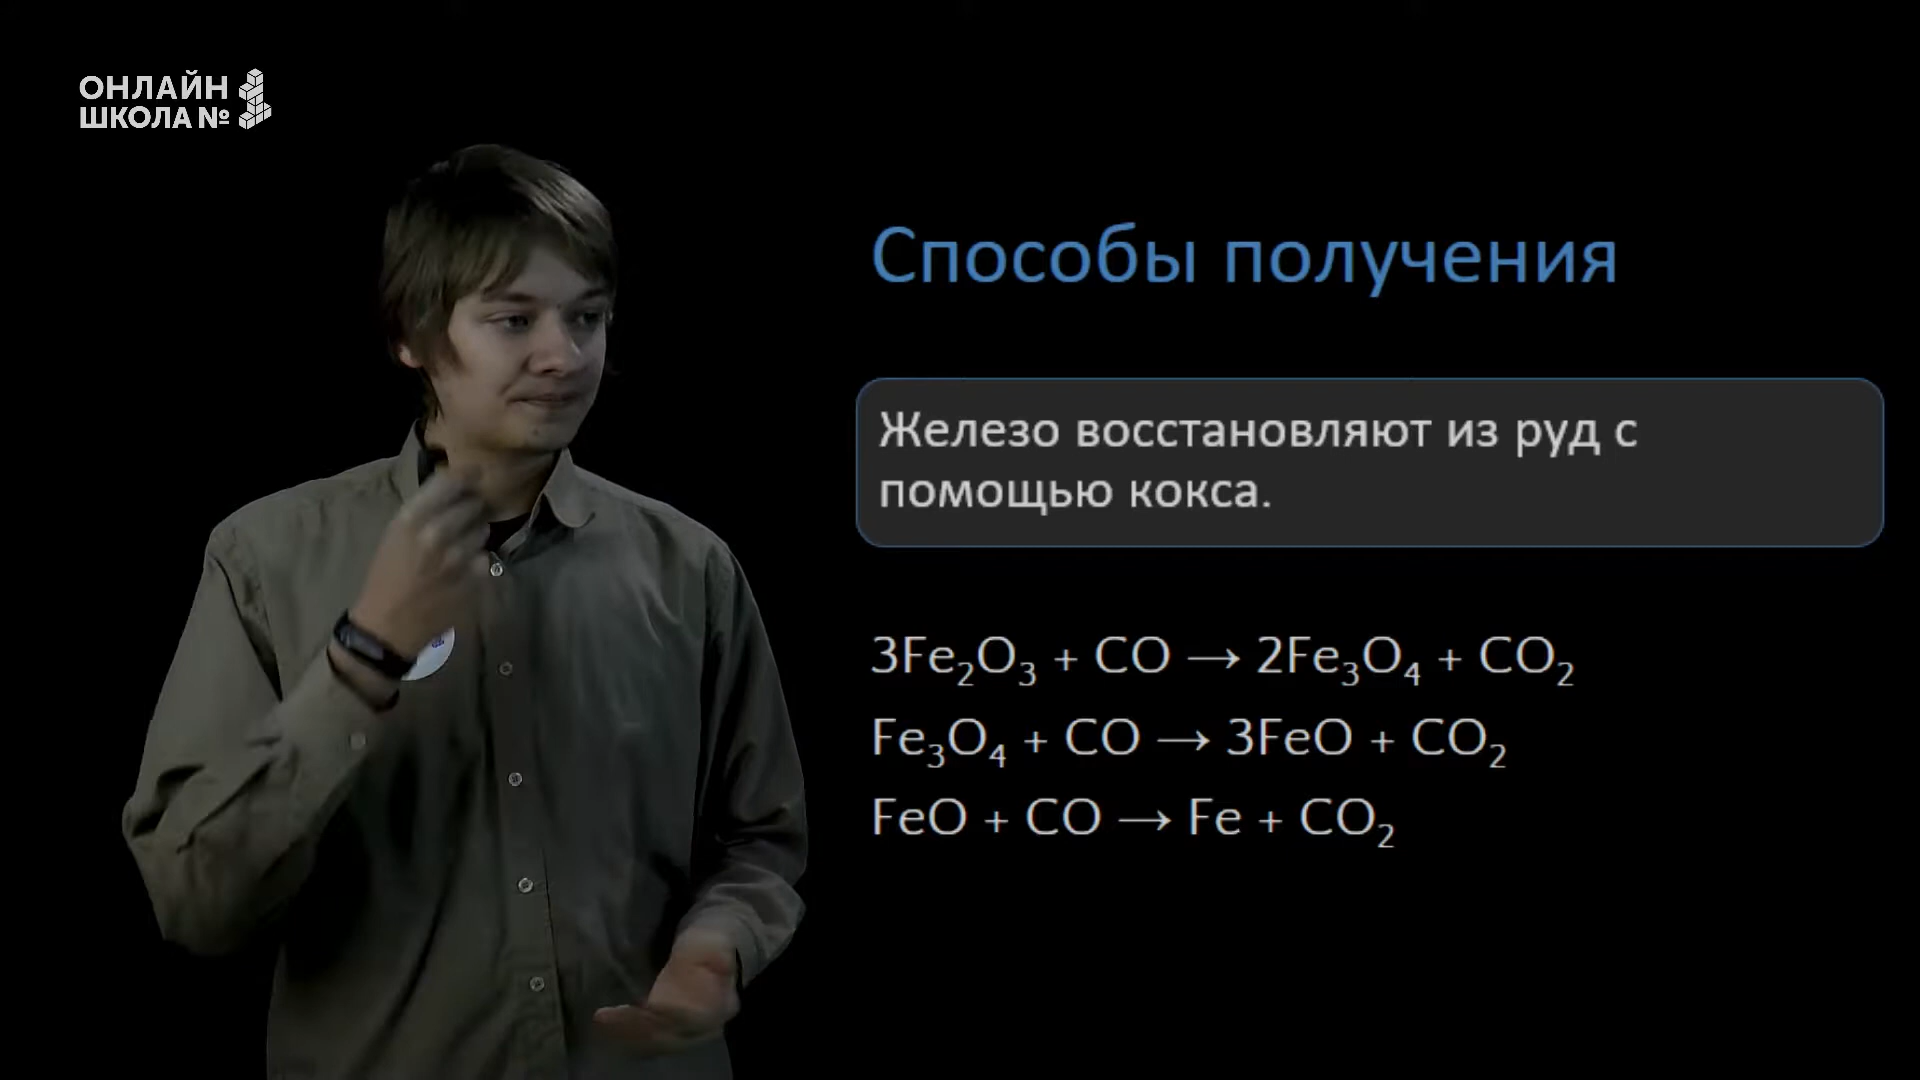 ОНЛАЙН
ШКОЛА №
Способы получения
Железо восстановляют из руд с
помощью кокса.
3Fe₂O₃ + CO → 2Fe₃O₄ + CO₂
Fe₃O₄ + CO → 3FeO + CO₂
FeO + CO → Fe + CO₂